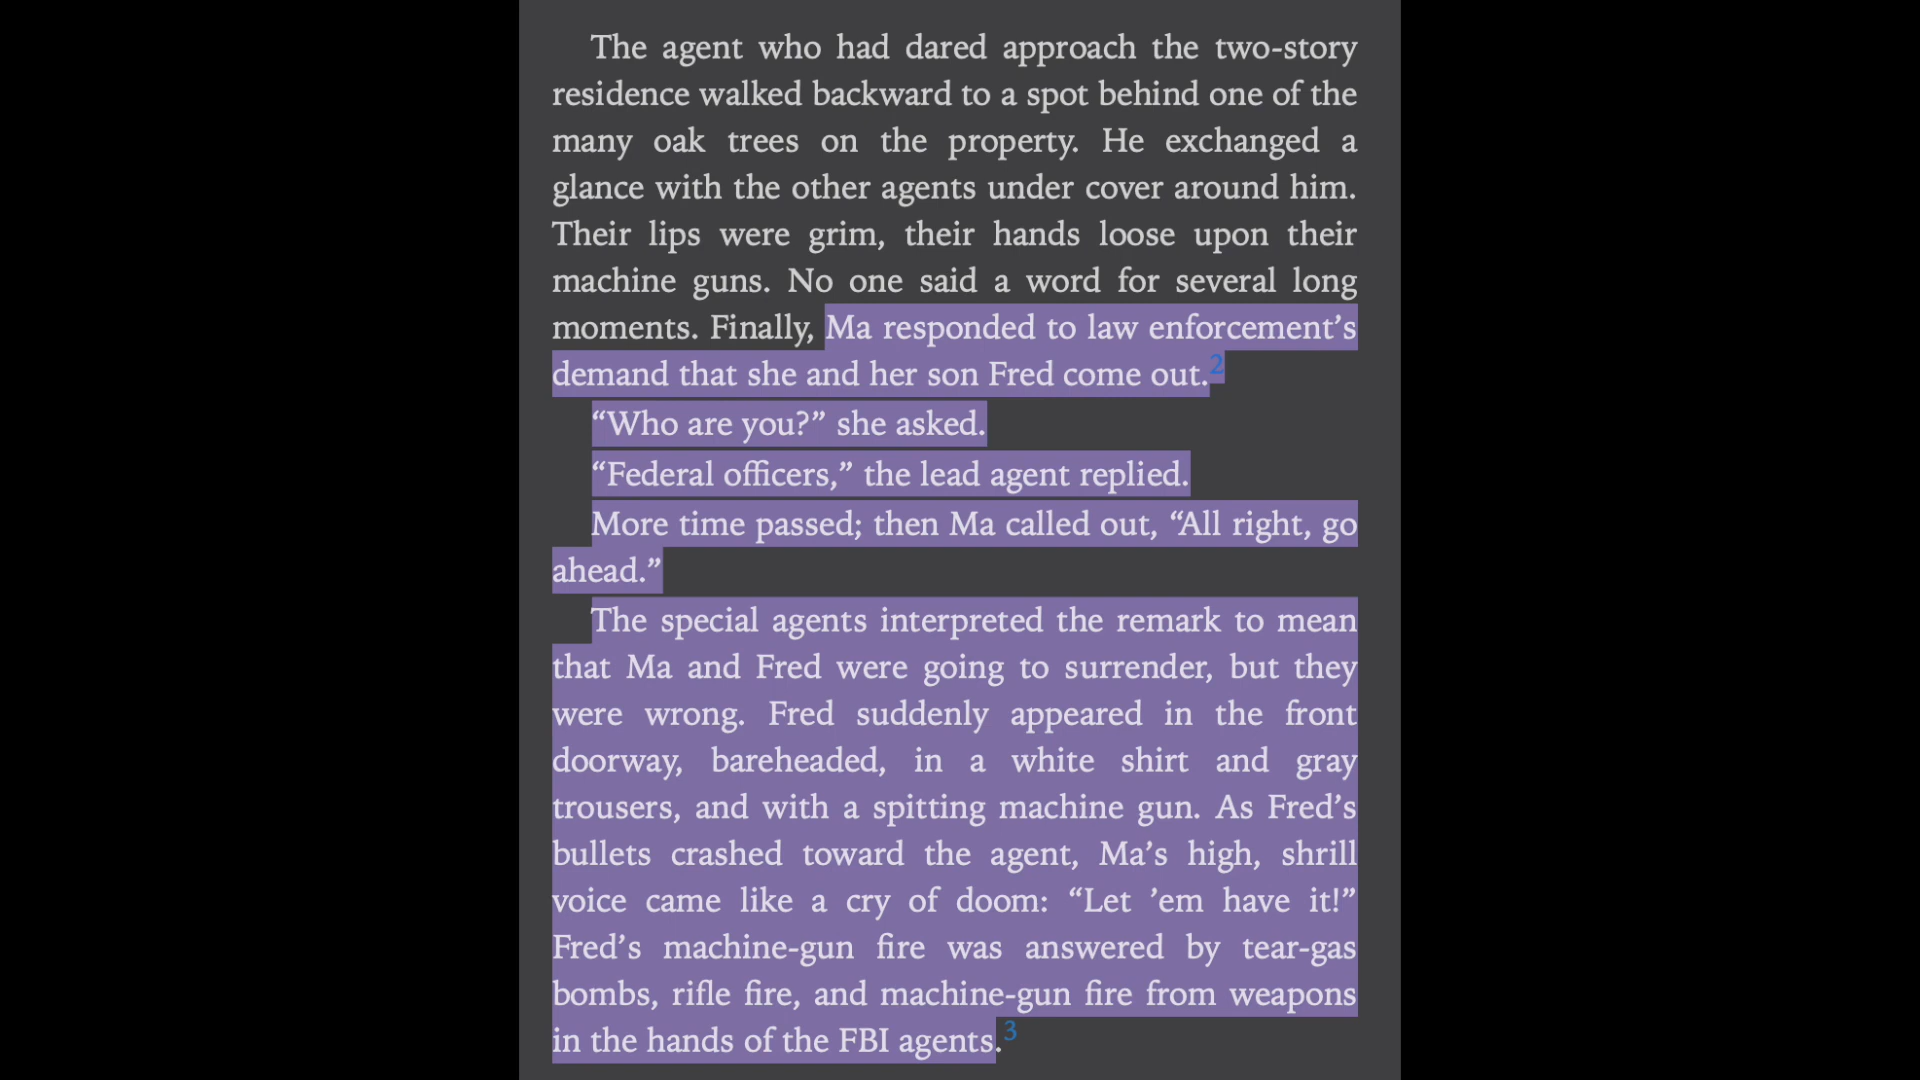 The agent who had dared approach the two-story
residence walked backward to a spot behind one of the
many oak trees on the property. He exchanged a
glance with the other agents under cover around him.
Their lips were grim, their hands loose upon their
machine guns. No one said a word for several long
moments. Finally, Ma responded to law enforcement’s
demand that she and her son Fred come out.2
“Who are you?” she asked.
“Federal officers,” the lead agent replied.
More time passed; then Ma called out, “All right, go
ahead.”
The special agents interpreted the remark to mean
that Ma and Fred were going to surrender, but they
were wrong. Fred suddenly appeared in the front
doorway, bareheaded, in a white shirt and gray
trousers, and with a spitting machine gun. As Fred’s
bullets crashed toward the agent, Ma’s high, shrill
voice came like a cry of doom: “Let ’em have it!”
Fred’s machine-gun fire was answered by tear-gas
bombs, rifle fire, and machine-gun fire from weapons
in the hands of the FBI agents.3